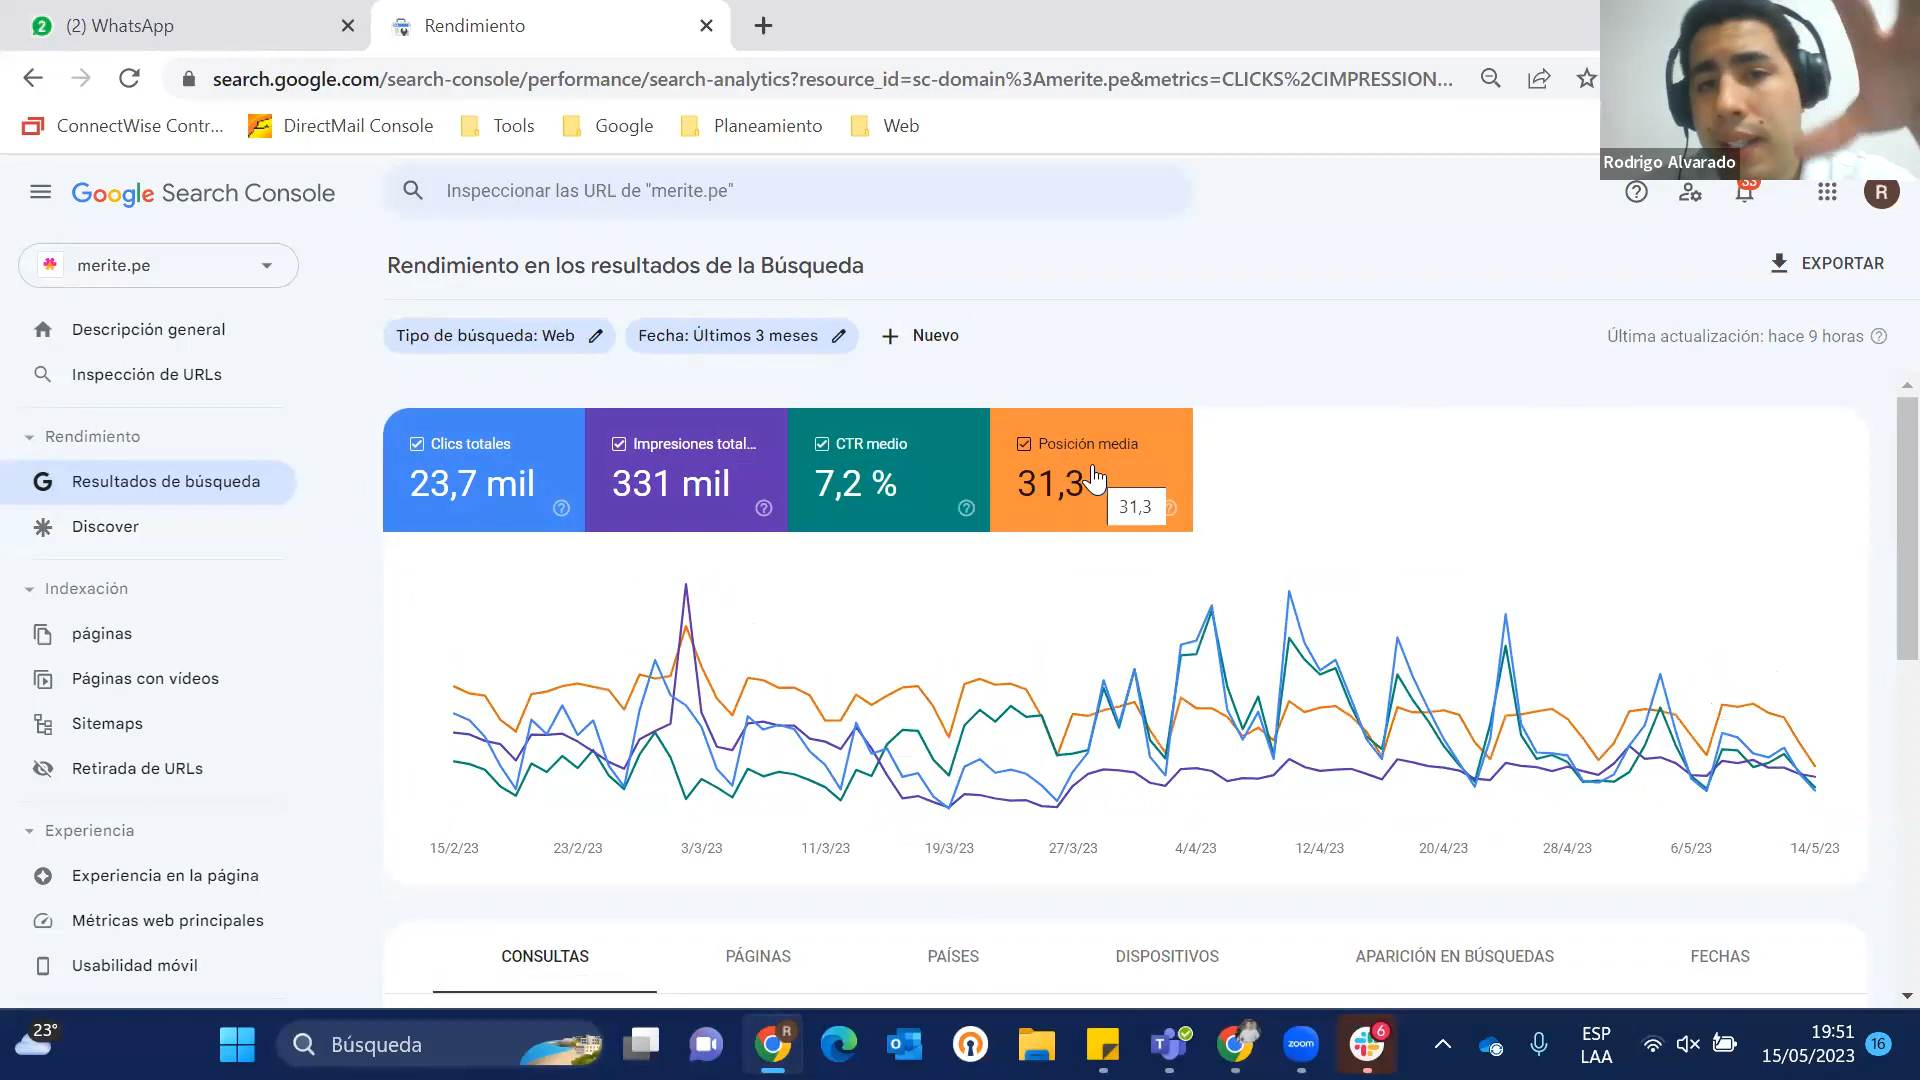 (2) WhatsApp
Rendimiento
search.google.com/search-console/performance/search-analytics?resource_id=sc-domain%3Amerite.pe&metrics=CLICKS%2CIMPRESSION...
ConnectWise Contr...
DirectMail Console
Tools
Google
Planeamiento
Web
Rodrigo Alvarado
Google Search Console
Inspeccionar las URL de "merite.pe"
33
R
merite.pe
Rendimiento en los resultados de la Búsqueda
EXPORTAR
Descripción general
Inspección de URLs
Tipo de búsqueda: Web
Fecha: Últimos 3 meses
Nuevo
Última actualización: hace 9 horas
Rendimiento
Resultados de búsqueda
Discover
Clics totales
23,7 mil
Impresiones total...
331 mil
CTR medio
7,2 %
Posición media
31,3
31,3
Indexación
páginas
Páginas con vídeos
Sitemaps
Retirada de URLs
15/2/23
23/2/23
3/3/23
11/3/23
19/3/23
27/3/23
4/4/23
12/4/23
20/4/23
28/4/23
6/5/23
14/5/23
Experiencia
Experiencia en la página
Métricas web principales
Usabilidad móvil
CONSULTAS
PÁGINAS
PAÍSES
DISPOSITIVOS
APARICIÓN EN BÚSQUEDAS
FECHAS
23°
Búsqueda
R
zoom
6
ESP
LAA
19:51
15/05/2023
16